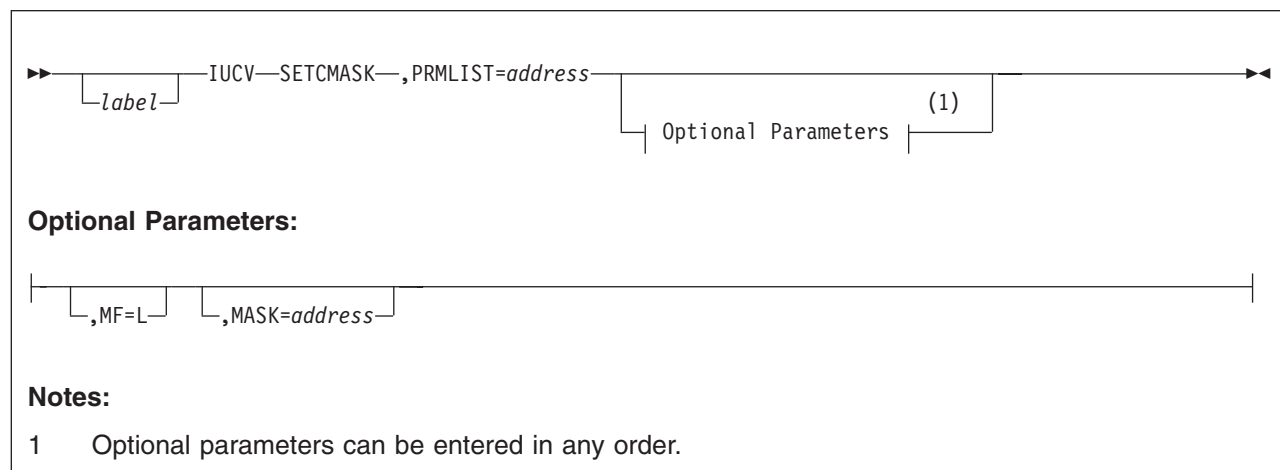 IUCV SETCMASK ,PRMLIST=address
label
(1)
Optional Parameters
Optional Parameters:
,MF=L ,MASK=address
Notes:
1 Optional parameters can be entered in any order.